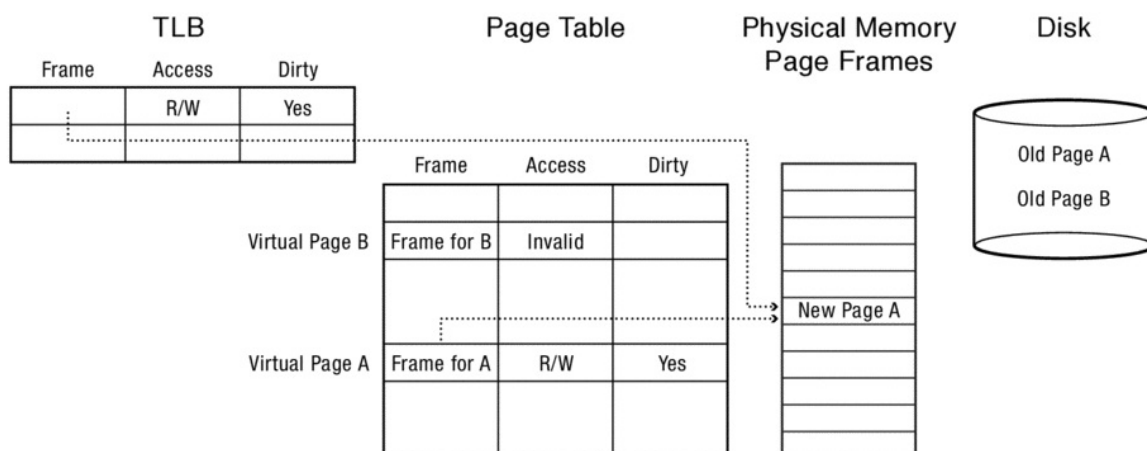 TLB
Page Table
Physical Memory
Page Frames
Disk
Frame Access Dirty
R/W Yes
Frame Access Dirty
Virtual Page B Frame for B Invalid
Virtual Page A Frame for A R/W Yes
New Page A
Old Page A
Old Page B